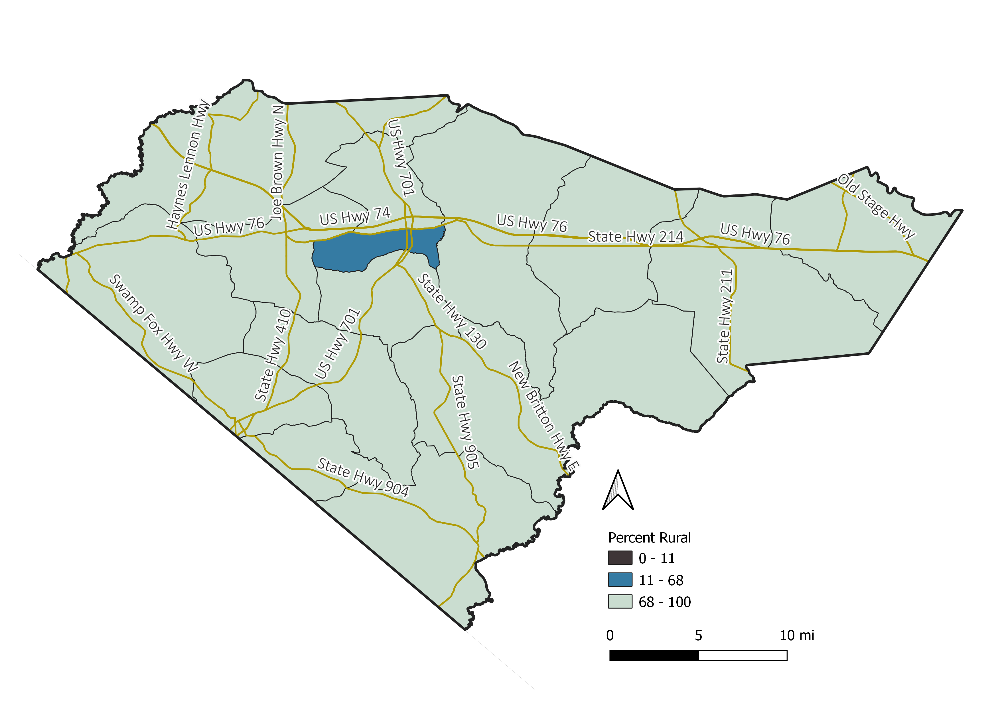 Haynes Lennon Hwy
Joe Brown Hwy N
US Hwy 701
Old Stage Hwy
US Hwy 76
US Hwy 74
US Hwy 76
State Hwy 214
US Hwy 76
Swamp Fox Hwy W
State Hwy 410
US Hwy 701
State Hwy 130
State Hwy 211
New Britton Hwy E
State Hwy 905
State Hwy 904
Percent Rural
0 - 11
11 - 68
68 - 100
0 5 10 mi